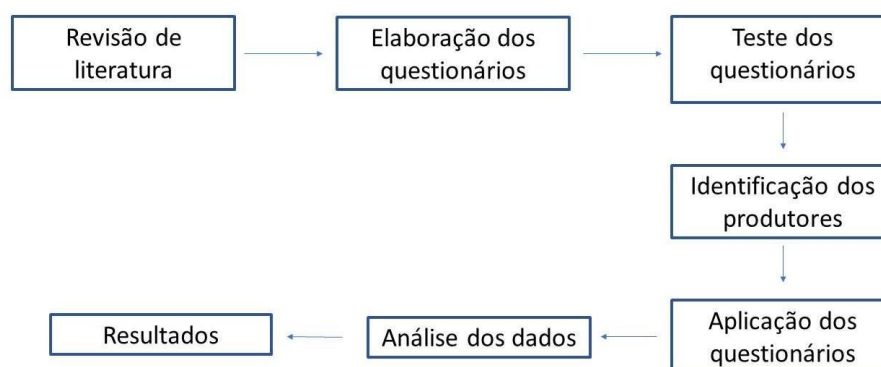 Revisão de
literatura
Elaboração dos
questionários
Teste dos
questionários
Identificação dos
produtores
Aplicação dos
questionários
Análise dos dados
Resultados